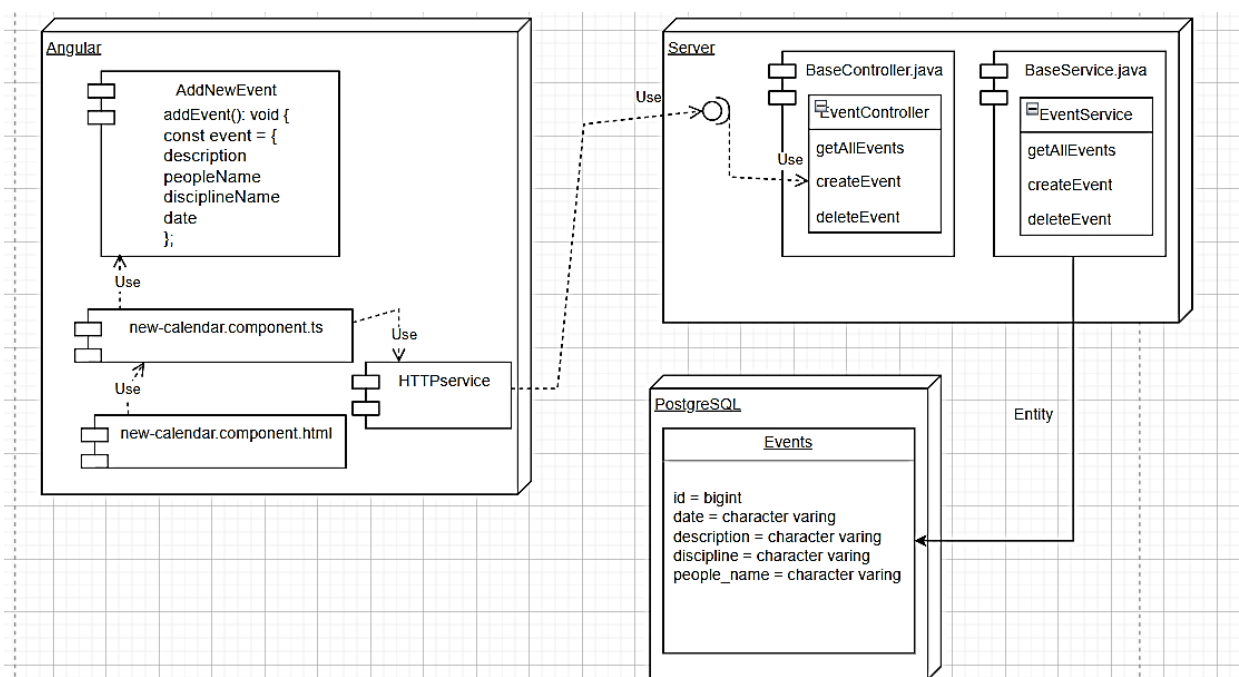 Angular
AddNewEvent
addEvent(): void {
const event = {
description
peopleName
disciplineName
date
};
Use
new-calendar.component.ts
Use
HTTPservice
Use
new-calendar.component.html
Use
Server
BaseController.java
EventController
getAllEvents
Use
createEvent
deleteEvent
BaseService.java
EventService
getAllEvents
createEvent
deleteEvent
Entity
PostgreSQL
Events
id = bigint
date = character varing
description = character varing
discipline = character varing
people_name = character varing